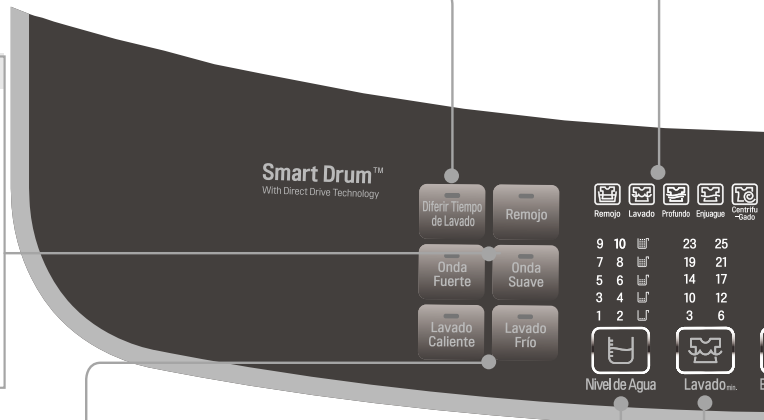 Smart Drum™
With Direct Drive Technology
Diferir Tiempo
de Lavado
Remojo
Onda
Fuerte
Onda
Suave
Lavado
Caliente
Lavado
Frío
Remojo Lavado Profundo Enjuague Centrifu
-Gado
9 10 23 25
7 8 19 21
5 6 14 17
3 4 10 12
1 2 3 6
Nivel de Agua
Lavado min.